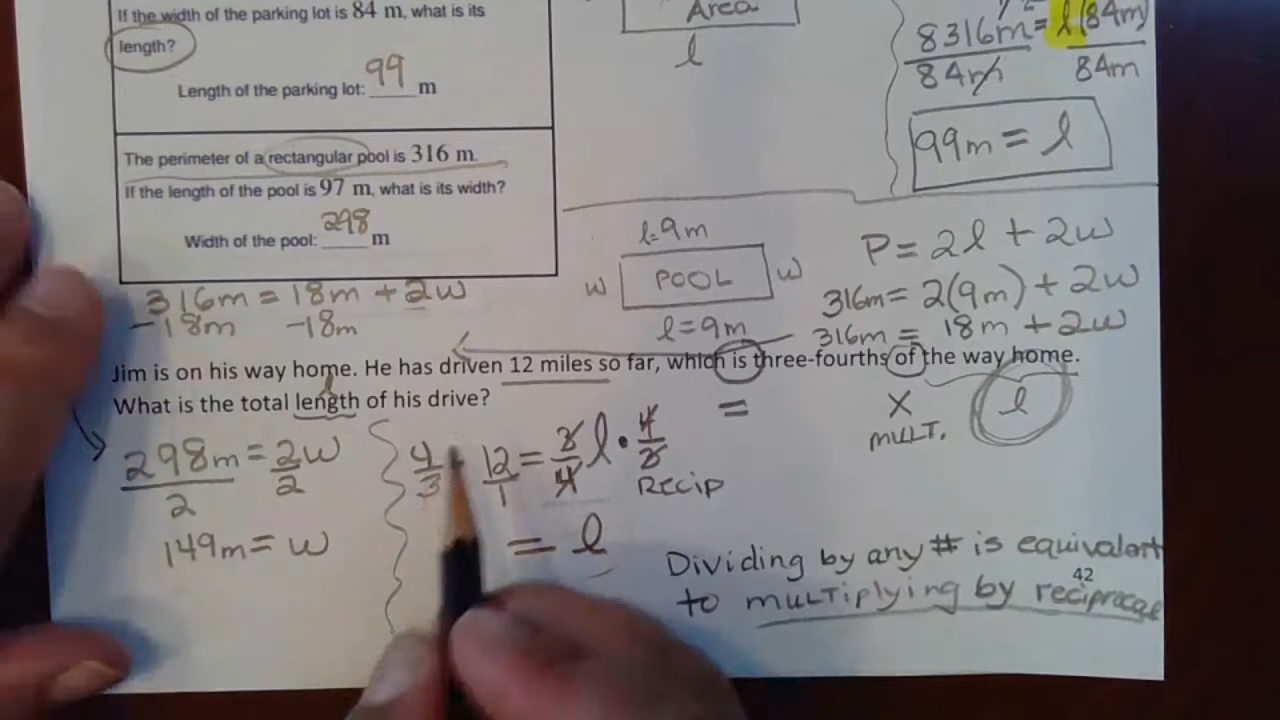 If the width of the parking lot is 84 m, what is its
length?
Length of the parking lot: 99 m
Area
l
8316m = l(84m)
84m 84m
99m = l
The perimeter of a rectangular pool is 316 m.
If the length of the pool is 97 m, what is its width?
Width of the pool: 298 m
l=9m
w POOL w
l=9m
P = 2l + 2w
316m = 2(9m) + 2w
316m = 18m + 2w
316m = 18m + 2w
-18m -18m
Jim is on his way home. He has driven 12 miles so far, which is three-fourths of the way home.
What is the total length of his drive?
= X l
MULT.
298m = 2w
2 2
149m = w
4/3 · 12/1 = 3/4 l · 4/3
RECIP
= l
Dividing by any # is equivalent
to multiplying by reciprocal
42